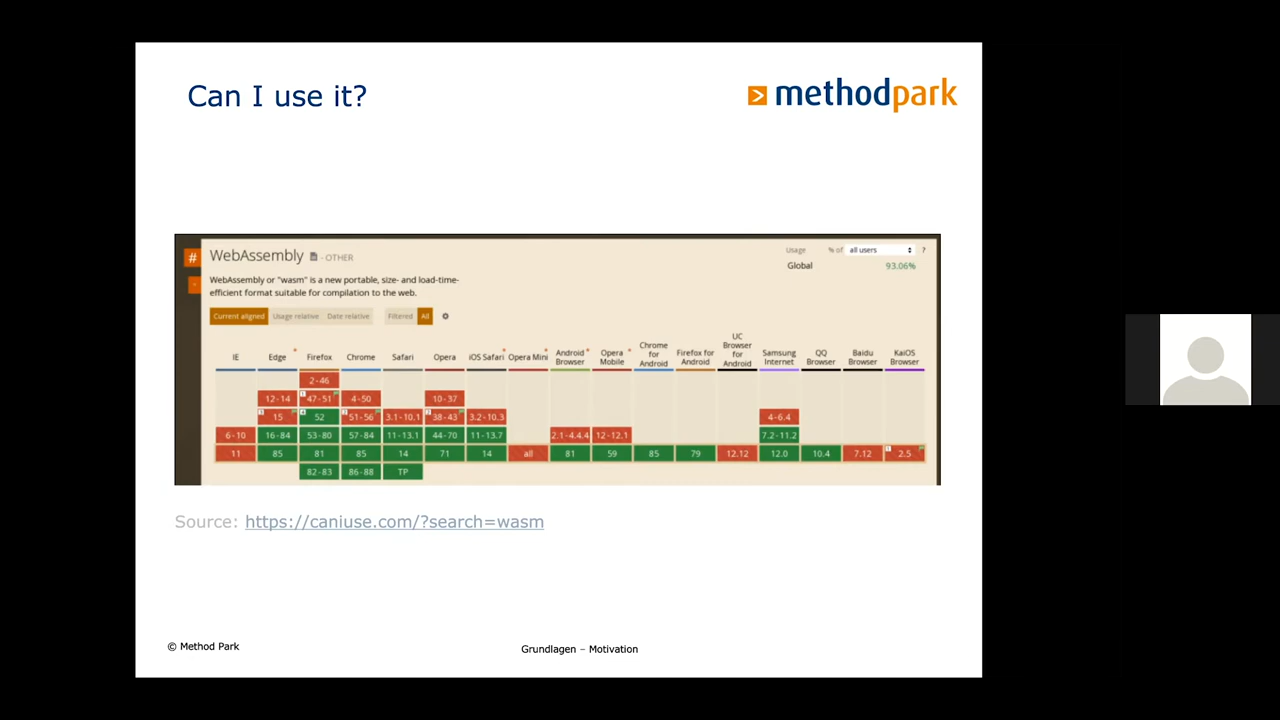 Can I use it?
methodpark
#
WebAssembly - OTHER
Usage % of all users ?
Global 93.06%
WebAssembly or "wasm" is a new portable, size- and load-time-
efficient format suitable for compilation to the web.
Current aligned Usage relative Date relative Filtered All
IE Edge Firefox Chrome Safari Opera iOS Safari Opera Mini Android Browser Opera Mobile Chrome for Android Firefox for Android UC Browser for Android Samsung Internet QQ Browser Baidu Browser KaiOS Browser
2-46
12-14 47-51 4-50 10-37
15 52 51-56 3.1-10.1 38-43 3.2-10.3 4-6.4
6-10 16-84 53-80 57-84 11-13.1 44-70 11-13.7 2.1-4.4.4 12-12.1 7.2-11.2
11 85 81 85 14 71 14 all 81 59 85 79 12.12 12.0 10.4 7.12 2.5
82-83 86-88 TP
Source: https://caniuse.com/?search=wasm
© Method Park
Grundlagen – Motivation